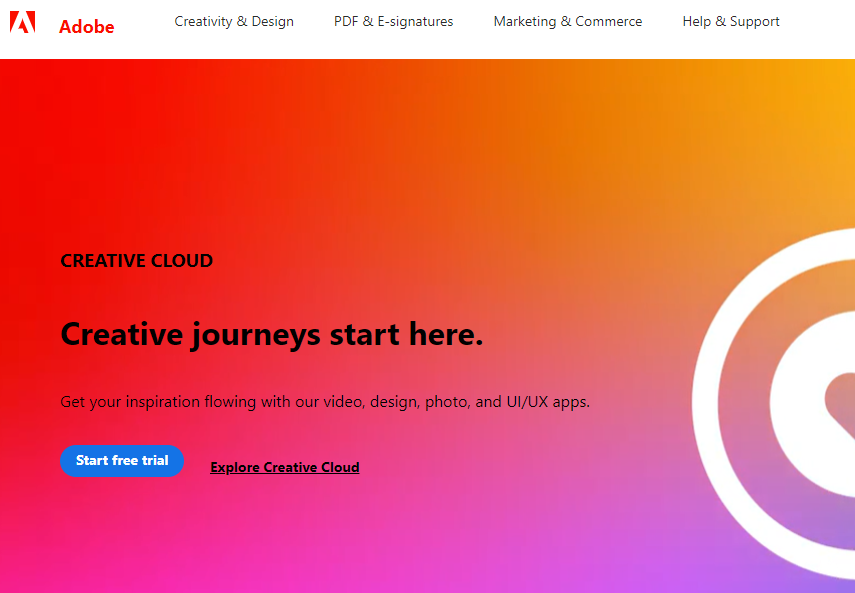 Adobe
Creativity & Design PDF & E-signatures Marketing & Commerce Help & Support
CREATIVE CLOUD
Creative journeys start here.
Get your inspiration flowing with our video, design, photo, and UI/UX apps.
Start free trial
Explore Creative Cloud